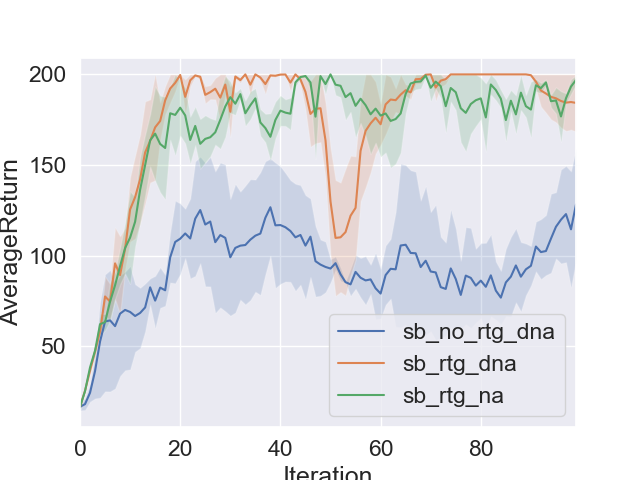 200
150
100
50
AverageReturn
sb_no_rtg_dna
sb_rtg_dna
sb_rtg_na
0 20 40 60 80
Iteration